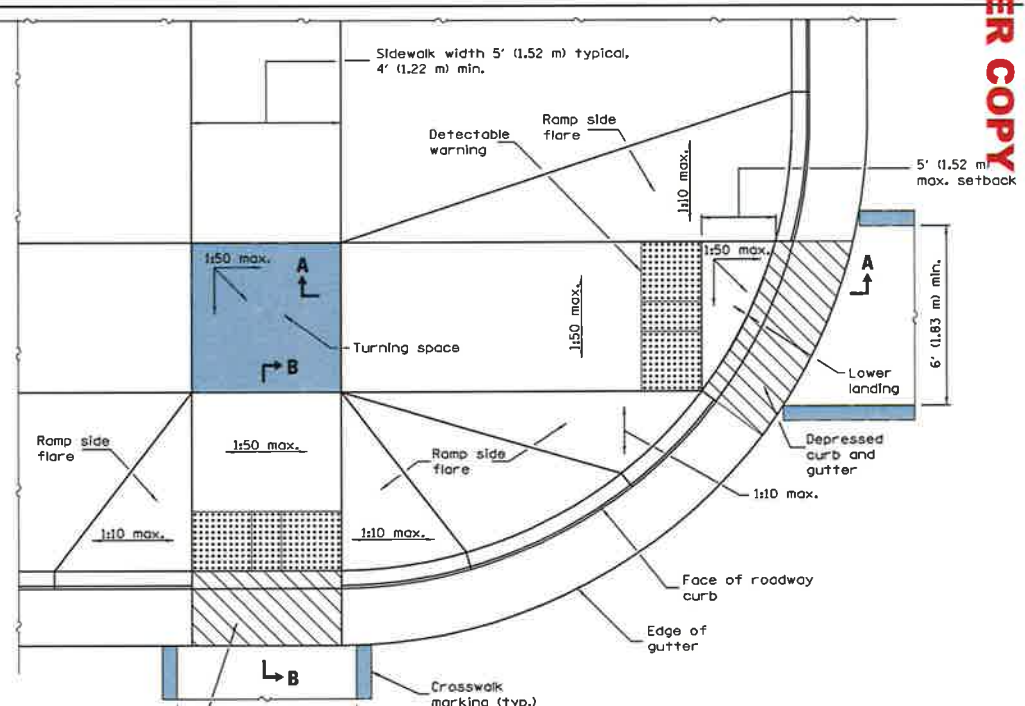 Sidewalk width 5' (1.52 m) typical,
4' (1.22 m) min.
ER COPY
Detectable
warning
Ramp side
flare
1:10 max.
5' (1.52 m)
max. setback
1:50 max.
A
1:50 max.
A
1:50 max.
6' (1.83 m) min.
Turning space
B
Lower
landing
Ramp side
flare
1:50 max.
Ramp side
flare
Depressed
curb and
gutter
1:10 max.
1:10 max.
1:10 max.
Face of roadway
curb
Edge of
gutter
B
Crosswalk
marking (typ.)